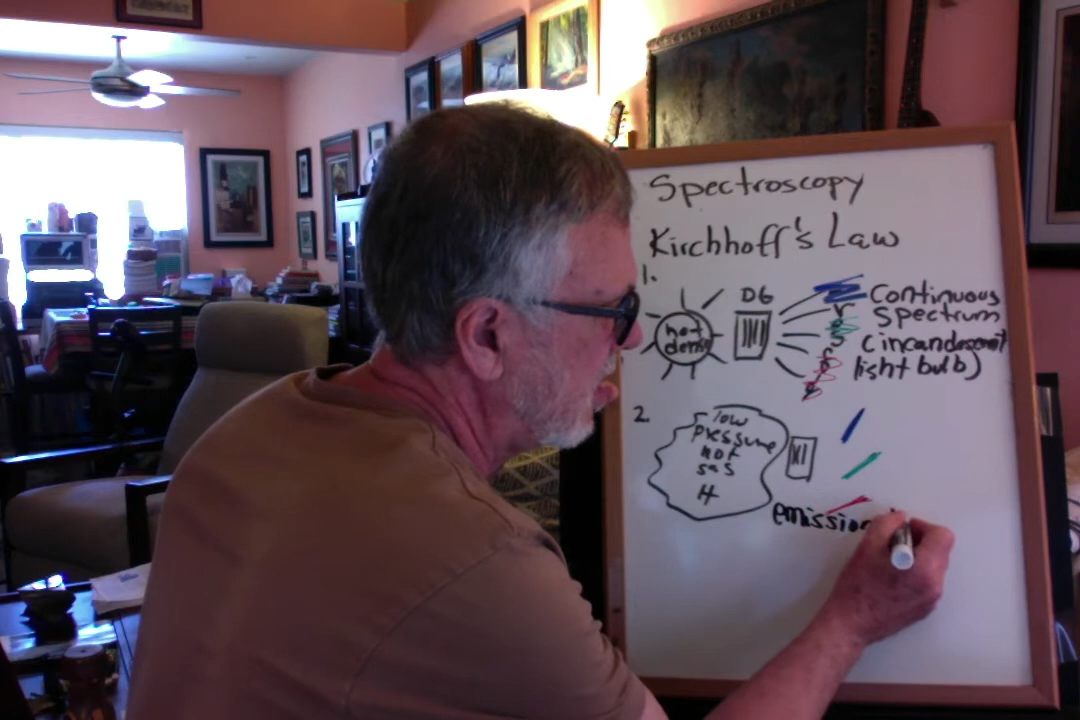 Spectroscopy
Kirchhoff's Law
1.
hot
dense
DG
Continuous
Spectrum
(incandescent
light bulb)
2.
low
pressure
hot
gas
H
emission